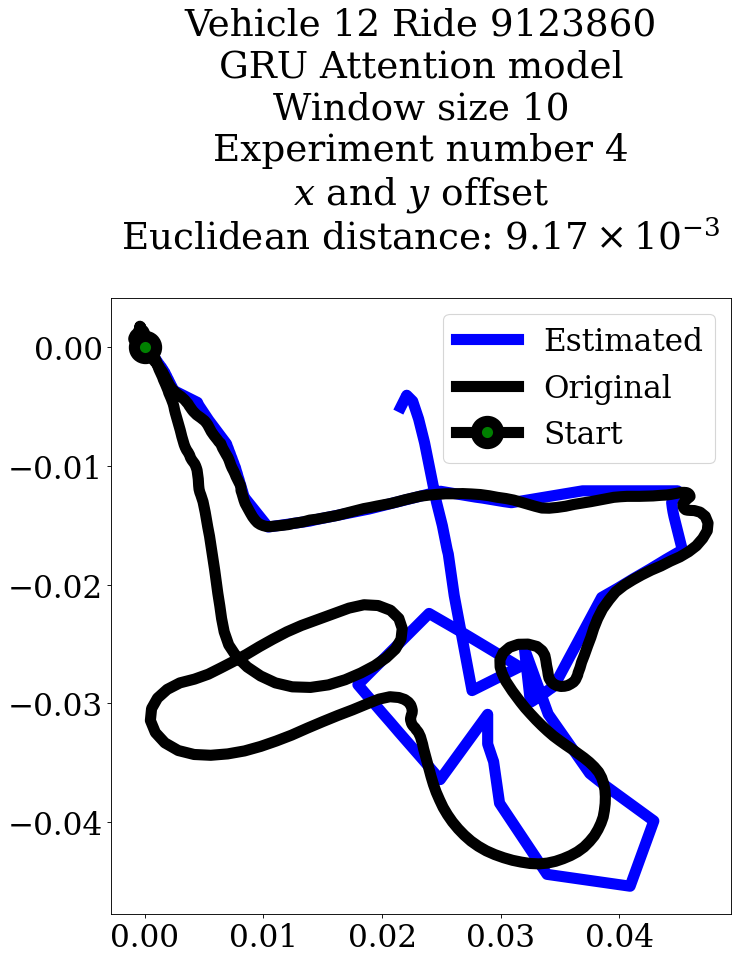 Vehicle 12 Ride 9123860
GRU Attention model
Window size 10
Experiment number 4
x and y offset
Euclidean distance: 9.17 × 10⁻³
Estimated
Original
Start
0.00
−0.01
−0.02
−0.03
−0.04
0.00 0.01 0.02 0.03 0.04